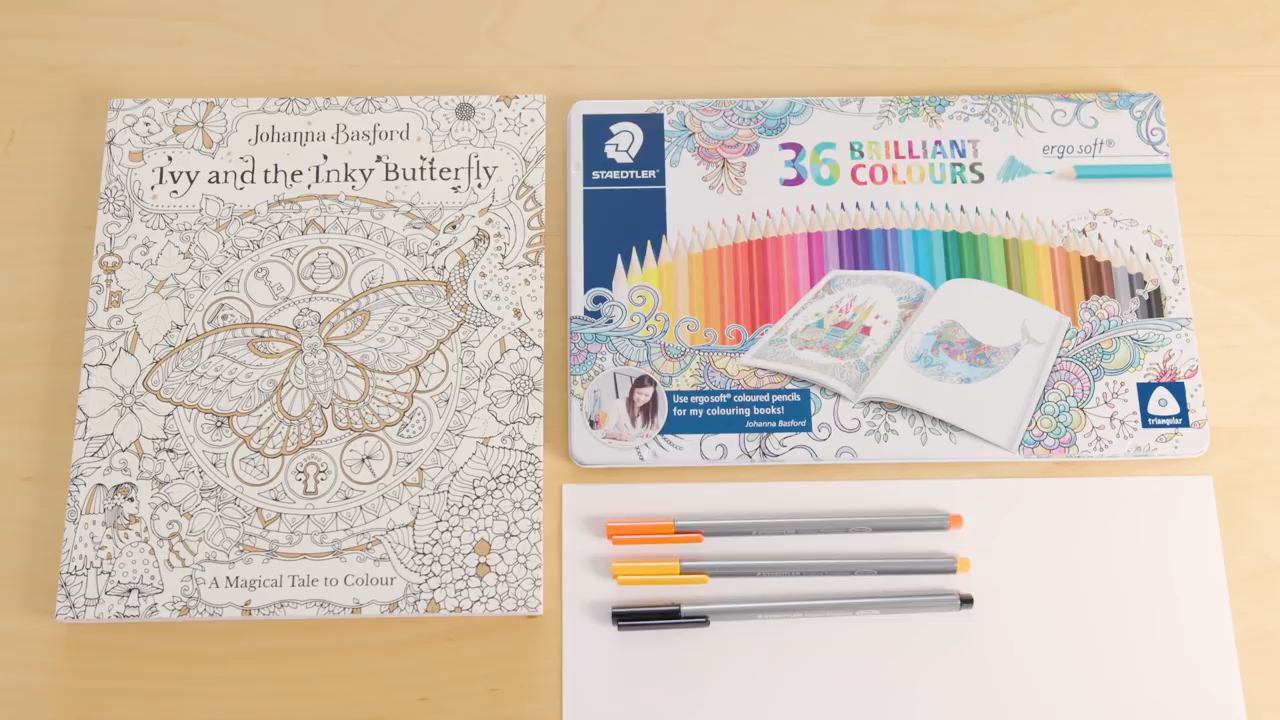 Johanna Basford
Ivy and the Inky Butterfly
A Magical Tale to Colour
STAEDTLER®
36 BRILLIANT
COLOURS
ergo soft®
Use ergosoft® coloured pencils
for my colouring books!
Johanna Basford
triangular
STAEDTLER